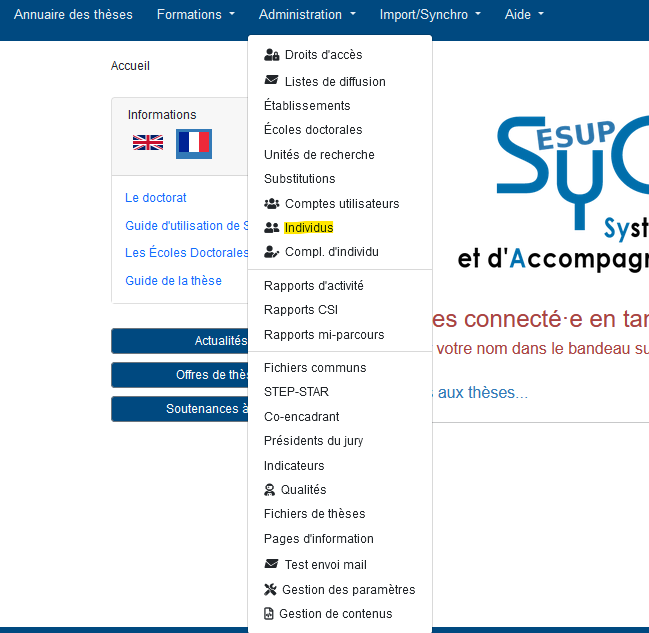 Annuaire des thèses Formations Administration Import/Synchro Aide
Accueil
Informations
Le doctorat
Guide d'utilisation de S
Les Écoles Doctorales
Guide de la thèse
Actualités
Offres de thè
Soutenances à
Droits d'accès
Listes de diffusion
Établissements
Écoles doctorales
Unités de recherche
Substitutions
Comptes utilisateurs
Individus
Compl. d'individu
Rapports d'activité
Rapports CSI
Rapports mi-parcours
Fichiers communs
STEP-STAR
Co-encadrant
Présidents du jury
Indicateurs
Qualités
Fichiers de thèses
Pages d'information
Test envoi mail
Gestion des paramètres
Gestion de contenus
ESUP
SyG
Syst
et d'Accompagn
es connecté·e en tan
votre nom dans le bandeau su
aux thèses...